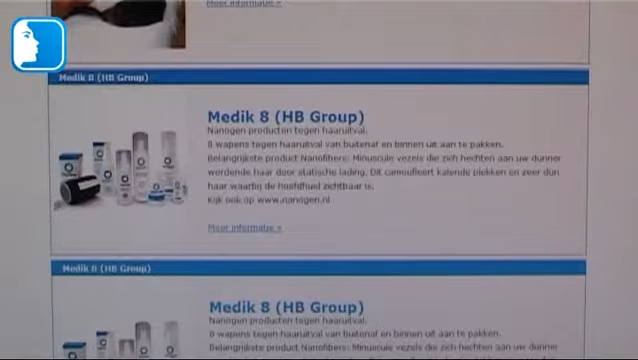 Meer informatie »
Medik 8 (HB Group)
Medik 8 (HB Group)
Nanogen producten tegen haaruitval.
8 wapens tegen haaruitval van buitenaf en binnen uit aan te pakken.
Belangrijkste product Nanofibers: Minuscule vezels die zich hechten aan uw dunner
wordende haar door statische lading. Dit camoufleert kalende plekken en zeer dun
haar waarbij de hoofdhuid zichtbaar is.
Kijk ook op www.nanogen.nl
Meer informatie »
Medik 8 (HB Group)
Medik 8 (HB Group)
Nanogen producten tegen haaruitval.
8 wapens tegen haaruitval van buitenaf en binnen uit aan te pakken.
Belangrijkste product Nanofibers: Minuscule vezels die zich hechten aan uw dunner